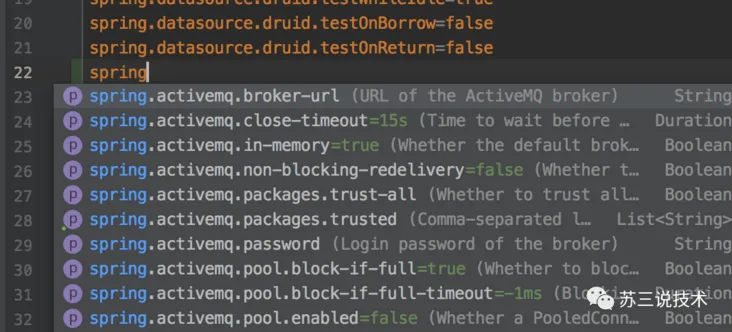 19 spring.datasource.druid.testWhileIdle=true
20 spring.datasource.druid.testOnBorrow=false
21 spring.datasource.druid.testOnReturn=false
22 spring
23 p spring.activemq.broker-url (URL of the ActiveMQ broker) String
24 p spring.activemq.close-timeout=15s (Time to wait before … Duration
25 p spring.activemq.in-memory=true (Whether the default brok… Boolean
26 p spring.activemq.non-blocking-redelivery=false (Whether t… Boolean
27 p spring.activemq.packages.trust-all (Whether to trust all… Boolean
28 p spring.activemq.packages.trusted (Comma-separated l… List<String>
29 p spring.activemq.password (Login password of the broker) String
30 p spring.activemq.pool.block-if-full=true (Whether to bloc… Boolean
31 p spring.activemq.pool.block-if-full-timeout=-1ms
32 p spring.activemq.pool.enabled=false (Whether a PooledConn… Boolean
苏三说技术